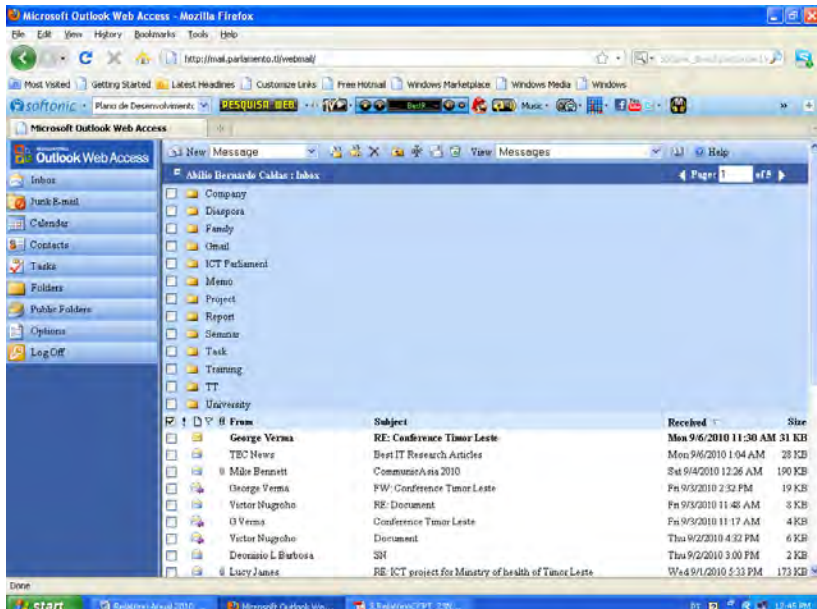 Microsoft Outlook Web Access - Mozilla Firefox
File Edit View History Bookmarks Tools Help
http://mail.parlamento.tl/webmail/
Most Visited Getting Started Latest Headlines Customize Links Free Hotmail Windows Marketplace Windows Media Windows
softonic Plano de Desenvolviment PESQUISA WEB Music
Microsoft Outlook Web Access
Outlook Web Access
New Message View Messages Help
Abilio Bernardo Caldas : Inbox Page: 1 of 8
Inbox
Junk E-mail
Calendar
Contacts
Tasks
Folders
Public Folders
Options
Log Off
Company
Diaspora
Family
Gmail
ICT Parliament
Memo
Project
Report
Seminar
Task
Training
TT
University
From Subject Received Size
George Verma RE: Conference Timor Leste Mon 9/6/2010 11:30 AM 31 KB
TEC News Best IT Research Articles Mon 9/6/2010 1:04 AM 28 KB
Mike Bennett CommunicAsia 2010 Sat 9/4/2010 12:26 AM 190 KB
George Verma FW: Conference Timor Leste Fri 9/3/2010 2:32 PM 19 KB
Victor Nugroho RE: Document Fri 9/3/2010 11:48 AM 8 KB
G Verma Conference Timor Leste Fri 9/3/2010 11:17 AM 4 KB
Victor Nugroho Document Thu 9/2/2010 4:32 PM 6 KB
Deonisio L Barbosa SN Thu 9/2/2010 3:00 PM 2 KB
Lucy James RE: ICT project for Minstry of health of Timor Leste Wed 9/1/2010 5:33 PM 173 KB
Done
start Microsoft Outlook We... 12:45 PM